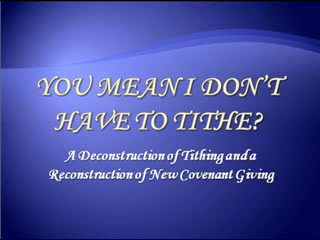 YOU MEAN I DON'T
HAVE TO TITHE?
A Deconstruction of Tithing and a
Reconstruction of New Covenant Giving